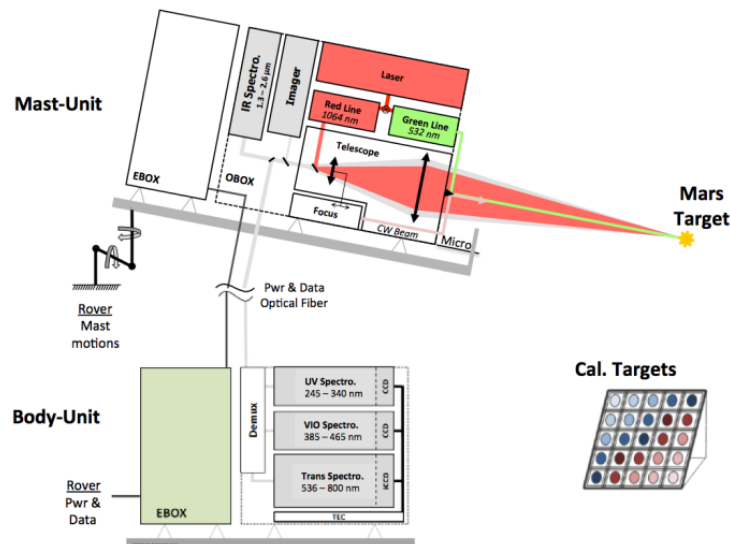 Mast-Unit
EBOX
OBOX
IR Spectro.
1.3 – 2.6 µm
Imager
Laser
Red Line
1064 nm
Green Line
532 nm
Telescope
Focus
CW Beam
Micro
Mars
Target
Rover
Mast
motions
Pwr & Data
Optical Fiber
Body-Unit
Rover
Pwr &
Data
EBOX
Demux
UV Spectro.
245 – 340 nm
CCD
VIO Spectro.
385 – 465 nm
CCD
Trans Spectro.
536 – 800 nm
ICCD
TEC
Cal. Targets